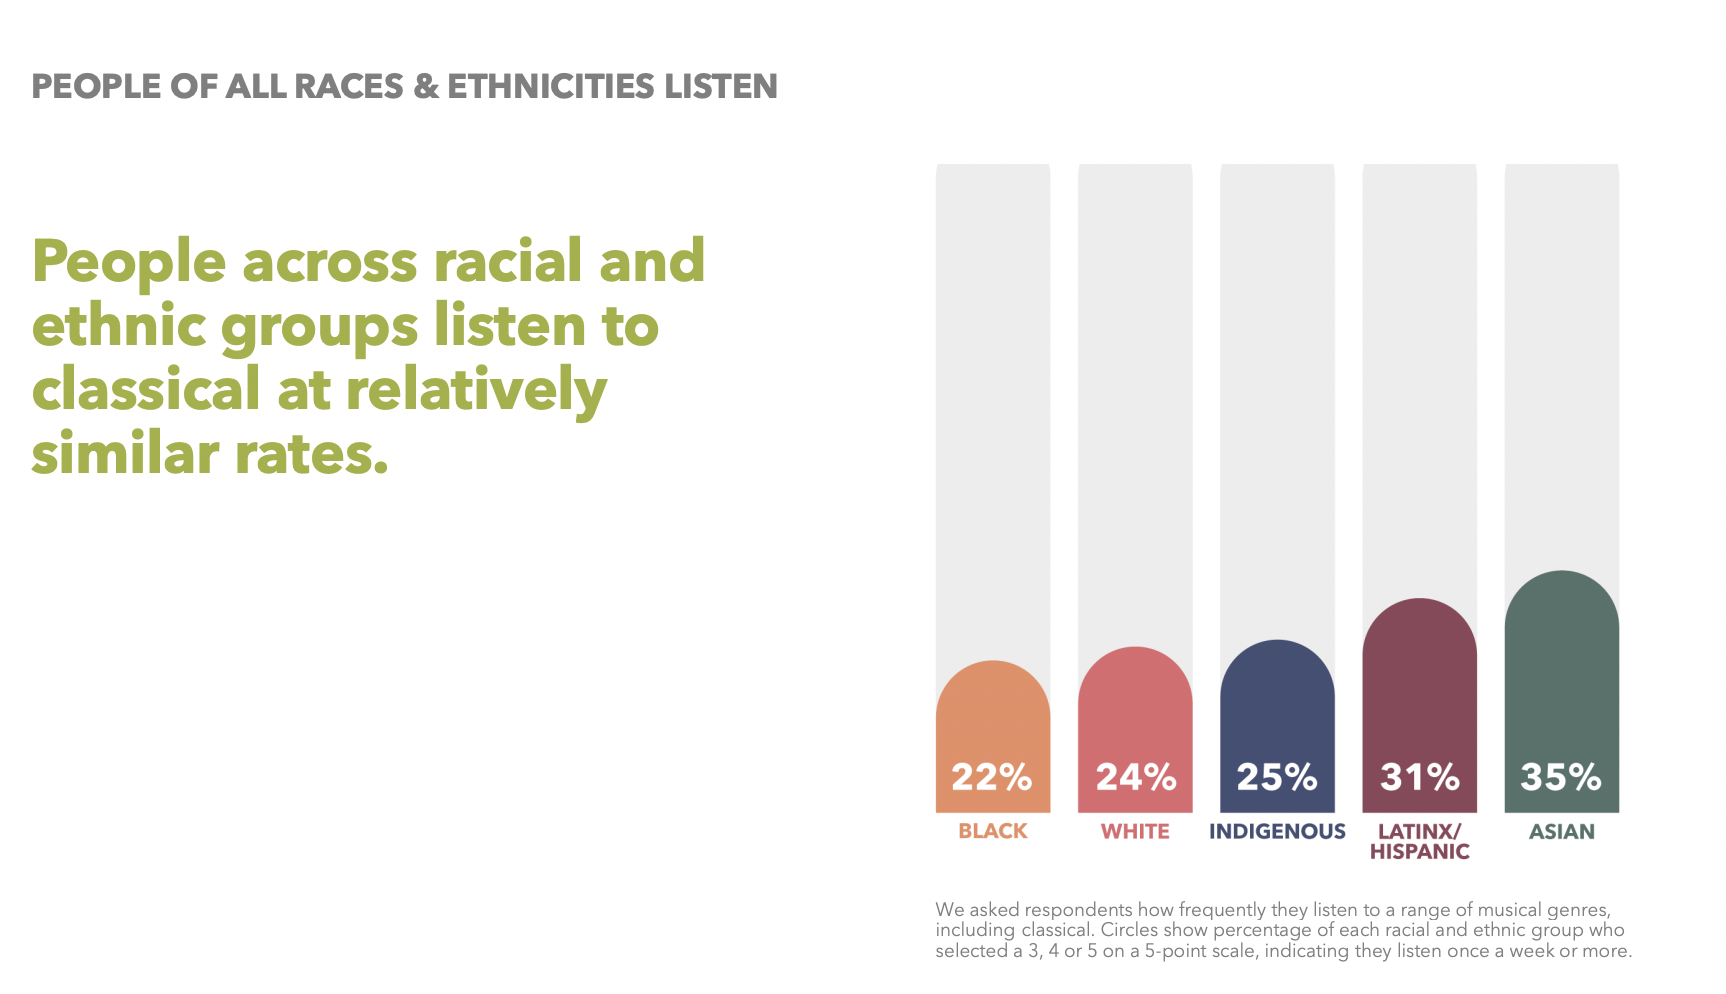 PEOPLE OF ALL RACES & ETHNICITIES LISTEN
People across racial and
ethnic groups listen to
classical at relatively
similar rates.
22%
24%
25%
31%
35%
BLACK
WHITE
INDIGENOUS
LATINX/
HISPANIC
ASIAN
We asked respondents how frequently they listen to a range of musical genres,
including classical. Circles show percentage of each racial and ethnic group who
selected a 3, 4 or 5 on a 5-point scale, indicating they listen once a week or more.